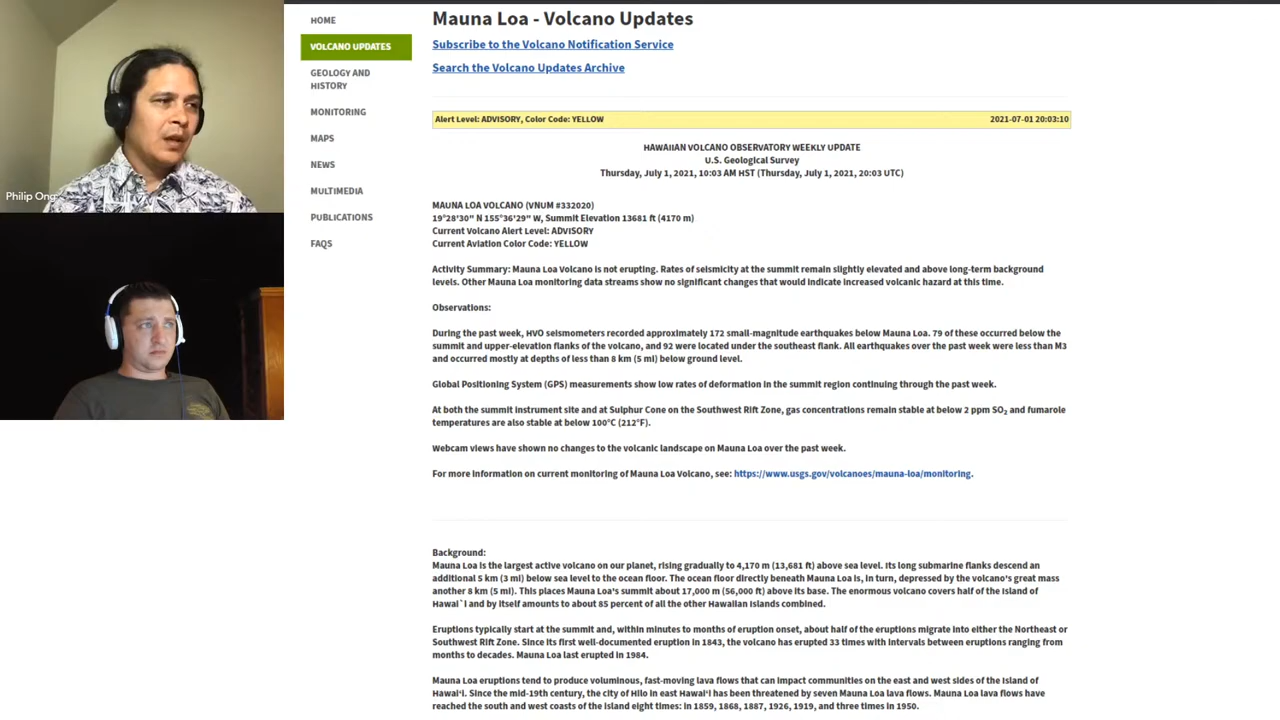 HOME
VOLCANO UPDATES
GEOLOGY AND
HISTORY
MONITORING
MAPS
NEWS
MULTIMEDIA
PUBLICATIONS
FAQS
Philip Ong
Mauna Loa - Volcano Updates
Subscribe to the Volcano Notification Service
Search the Volcano Updates Archive
Alert Level: ADVISORY, Color Code: YELLOW 2021-07-01 20:03:10
HAWAIIAN VOLCANO OBSERVATORY WEEKLY UPDATE
U.S. Geological Survey
Thursday, July 1, 2021, 10:03 AM HST (Thursday, July 1, 2021, 20:03 UTC)
MAUNA LOA VOLCANO (VNUM #332020)
19°28'30" N 155°36'29" W, Summit Elevation 13681 ft (4170 m)
Current Volcano Alert Level: ADVISORY
Current Aviation Color Code: YELLOW
Activity Summary: Mauna Loa Volcano is not erupting. Rates of seismicity at the summit remain slightly elevated and above long-term background
levels. Other Mauna Loa monitoring data streams show no significant changes that would indicate increased volcanic hazard at this time.
Observations:
During the past week, HVO seismometers recorded approximately 172 small-magnitude earthquakes below Mauna Loa. 79 of these occurred below the
summit and upper-elevation flanks of the volcano, and 92 were located under the southeast flank. All earthquakes over the past week were less than M3
and occurred mostly at depths of less than 8 km (5 mi) below ground level.
Global Positioning System (GPS) measurements show low rates of deformation in the summit region continuing through the past week.
At both the summit instrument site and at Sulphur Cone on the Southwest Rift Zone, gas concentrations remain stable at below 2 ppm SO₂ and fumarole
temperatures are also stable at below 100°C (212°F).
Webcam views have shown no changes to the volcanic landscape on Mauna Loa over the past week.
For more information on current monitoring of Mauna Loa Volcano, see: https://www.usgs.gov/volcanoes/mauna-loa/monitoring.
Background:
Mauna Loa is the largest active volcano on our planet, rising gradually to 4,170 m (13,681 ft) above sea level. Its long submarine flanks descend an
additional 5 km (3 mi) below sea level to the ocean floor. The ocean floor directly beneath Mauna Loa is, in turn, depressed by the volcano's great mass
another 8 km (5 mi). This places Mauna Loa's summit about 17,000 m (56,000 ft) above its base. The enormous volcano covers half of the Island of
Hawai`i and by itself amounts to about 85 percent of all the other Hawaiian Islands combined.
Eruptions typically start at the summit and, within minutes to months of eruption onset, about half of the eruptions migrate into either the Northeast or
Southwest Rift Zone. Since its first well-documented eruption in 1843, the volcano has erupted 33 times with intervals between eruptions ranging from
months to decades. Mauna Loa last erupted in 1984.
Mauna Loa eruptions tend to produce voluminous, fast-moving lava flows that can impact communities on the east and west sides of the Island of
Hawai‘i. Since the mid-19th century, the city of Hilo in east Hawai‘i has been threatened by seven Mauna Loa lava flows. Mauna Loa lava flows have
reached the south and west coasts of the island eight times: in 1859, 1868, 1887, 1926, 1919, and three times in 1950.